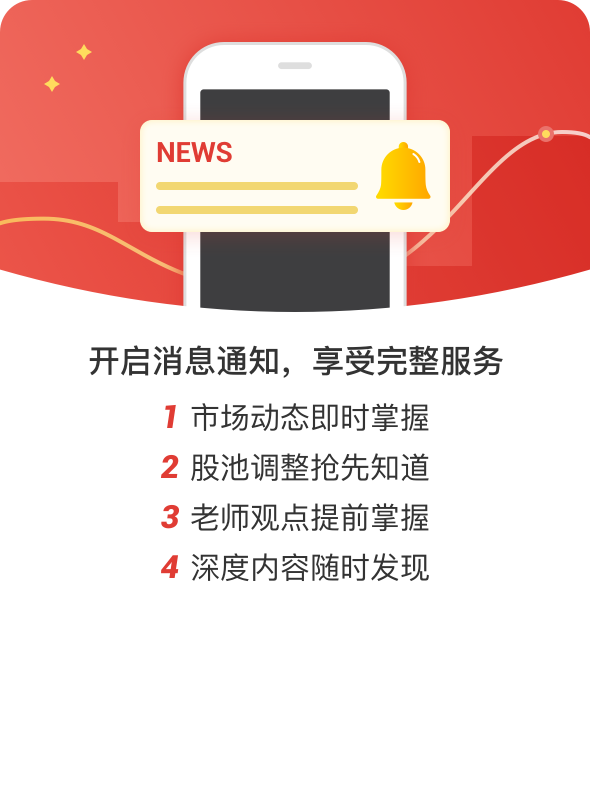 NEWS
开启消息通知，享受完整服务
1 市场动态即时掌握
2 股池调整抢先知道
3 老师观点提前掌握
4 深度内容随时发现